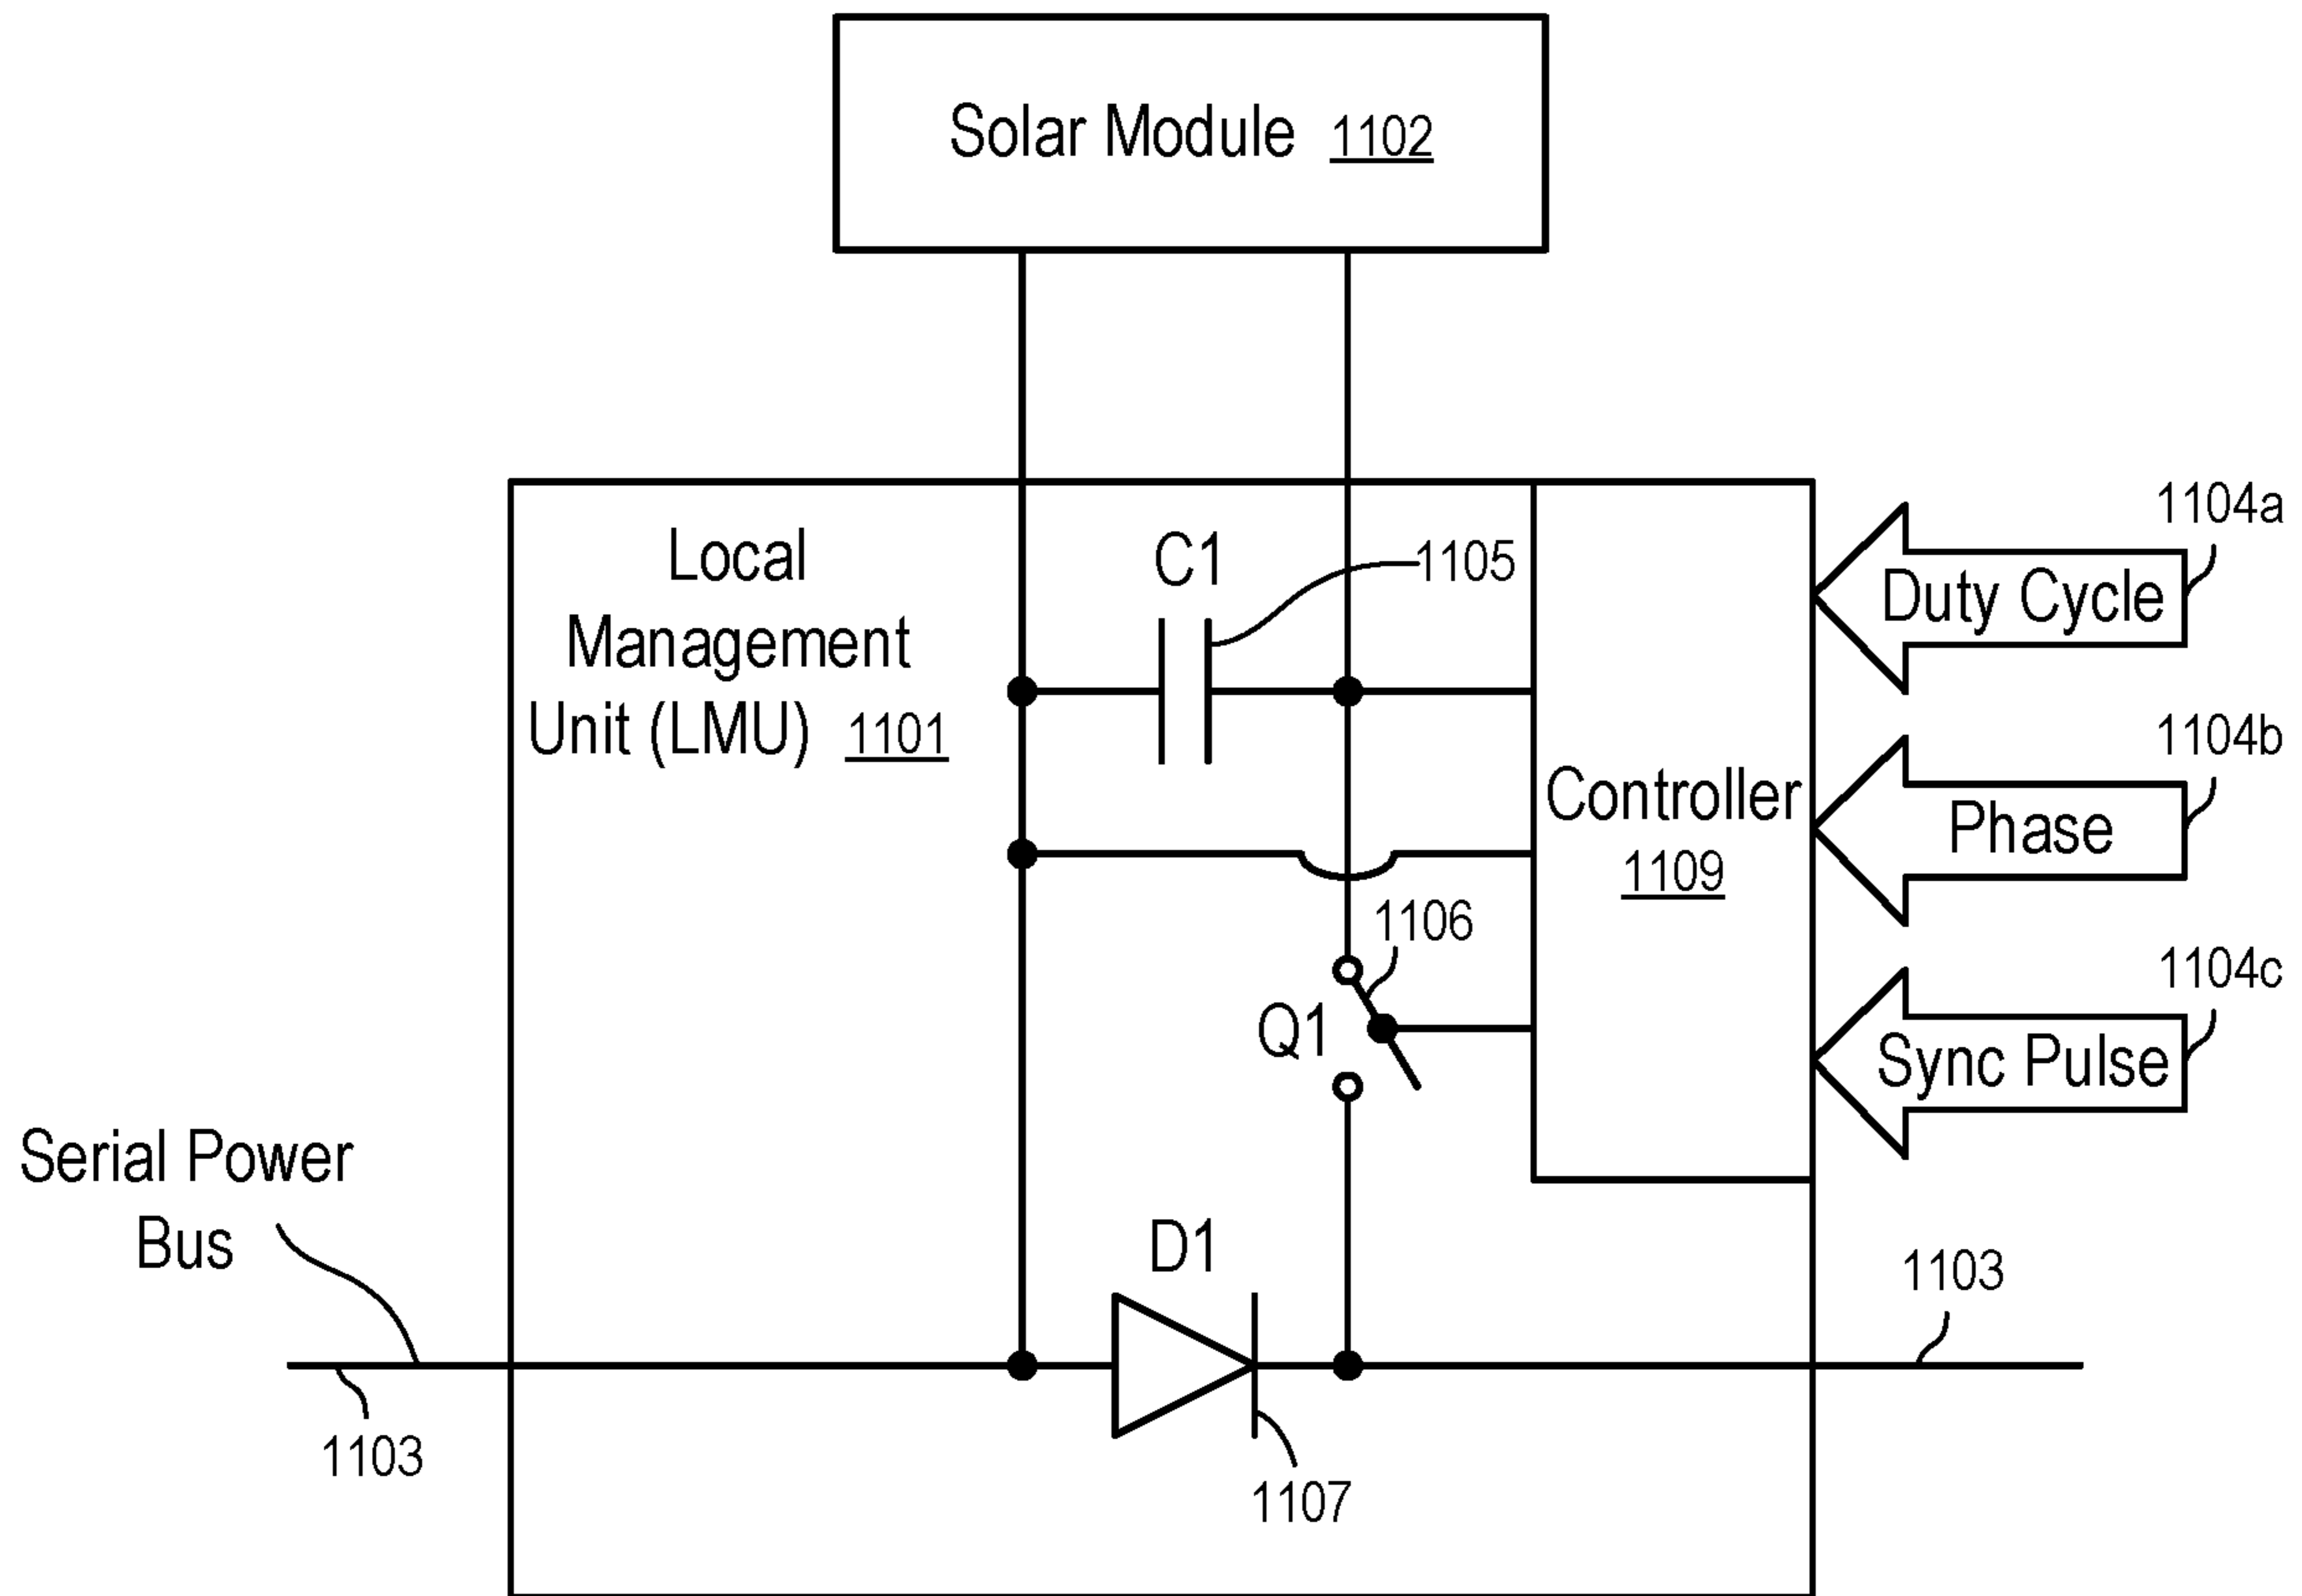 Solar Module 1102
Local
Management
Unit (LMU) 1101
C1
1105
1104a
Duty Cycle
1104b
Phase
Controller
1109
1106
Q1
1104c
Sync Pulse
Serial Power
Bus
D1
1103
1103
1107